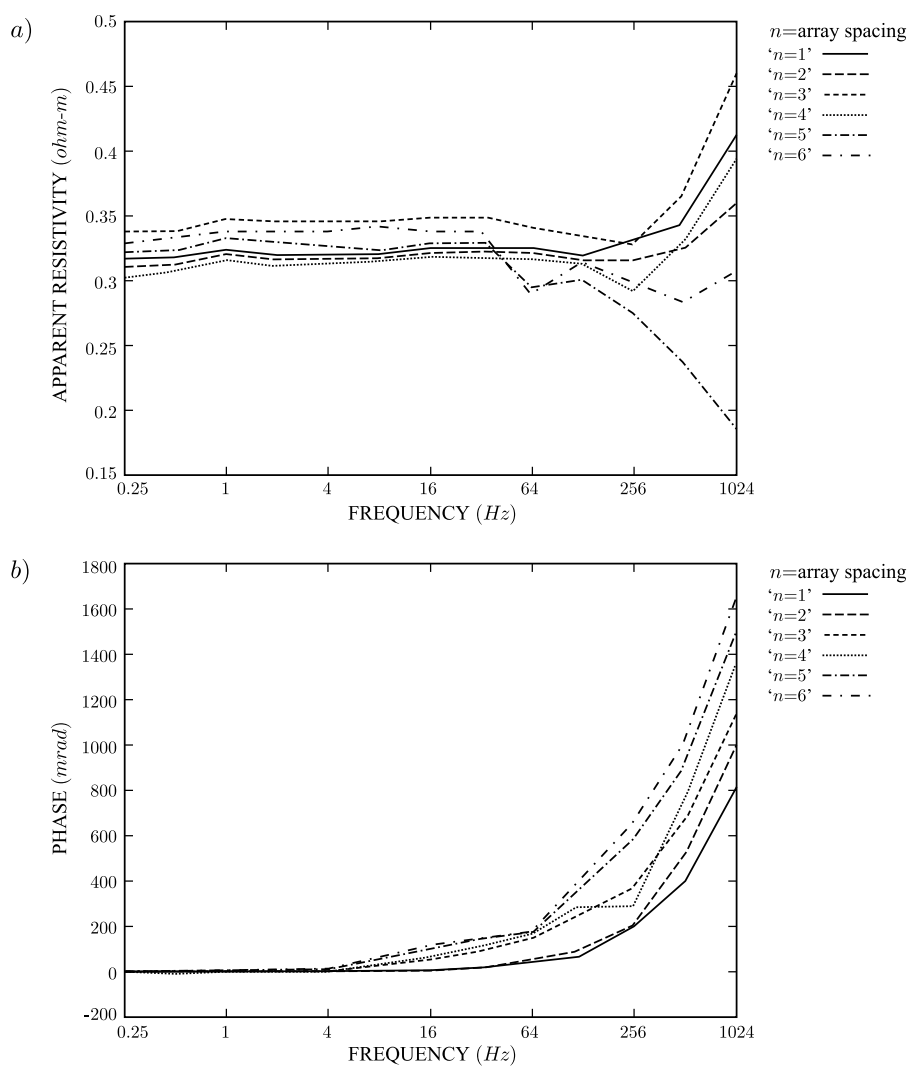 a)
0.5
0.45
0.4
0.35
0.3
0.25
0.2
0.15
APPARENT RESISTIVITY (ohm-m)
0.25 1 4 16 64 256 1024
FREQUENCY (Hz)
n=array spacing
‘n=1’
‘n=2’
‘n=3’
‘n=4’
‘n=5’
‘n=6’
b)
1800
1600
1400
1200
1000
800
600
400
200
0
-200
PHASE (mrad)
0.25 1 4 16 64 256 1024
FREQUENCY (Hz)
n=array spacing
‘n=1’
‘n=2’
‘n=3’
‘n=4’
‘n=5’
‘n=6’